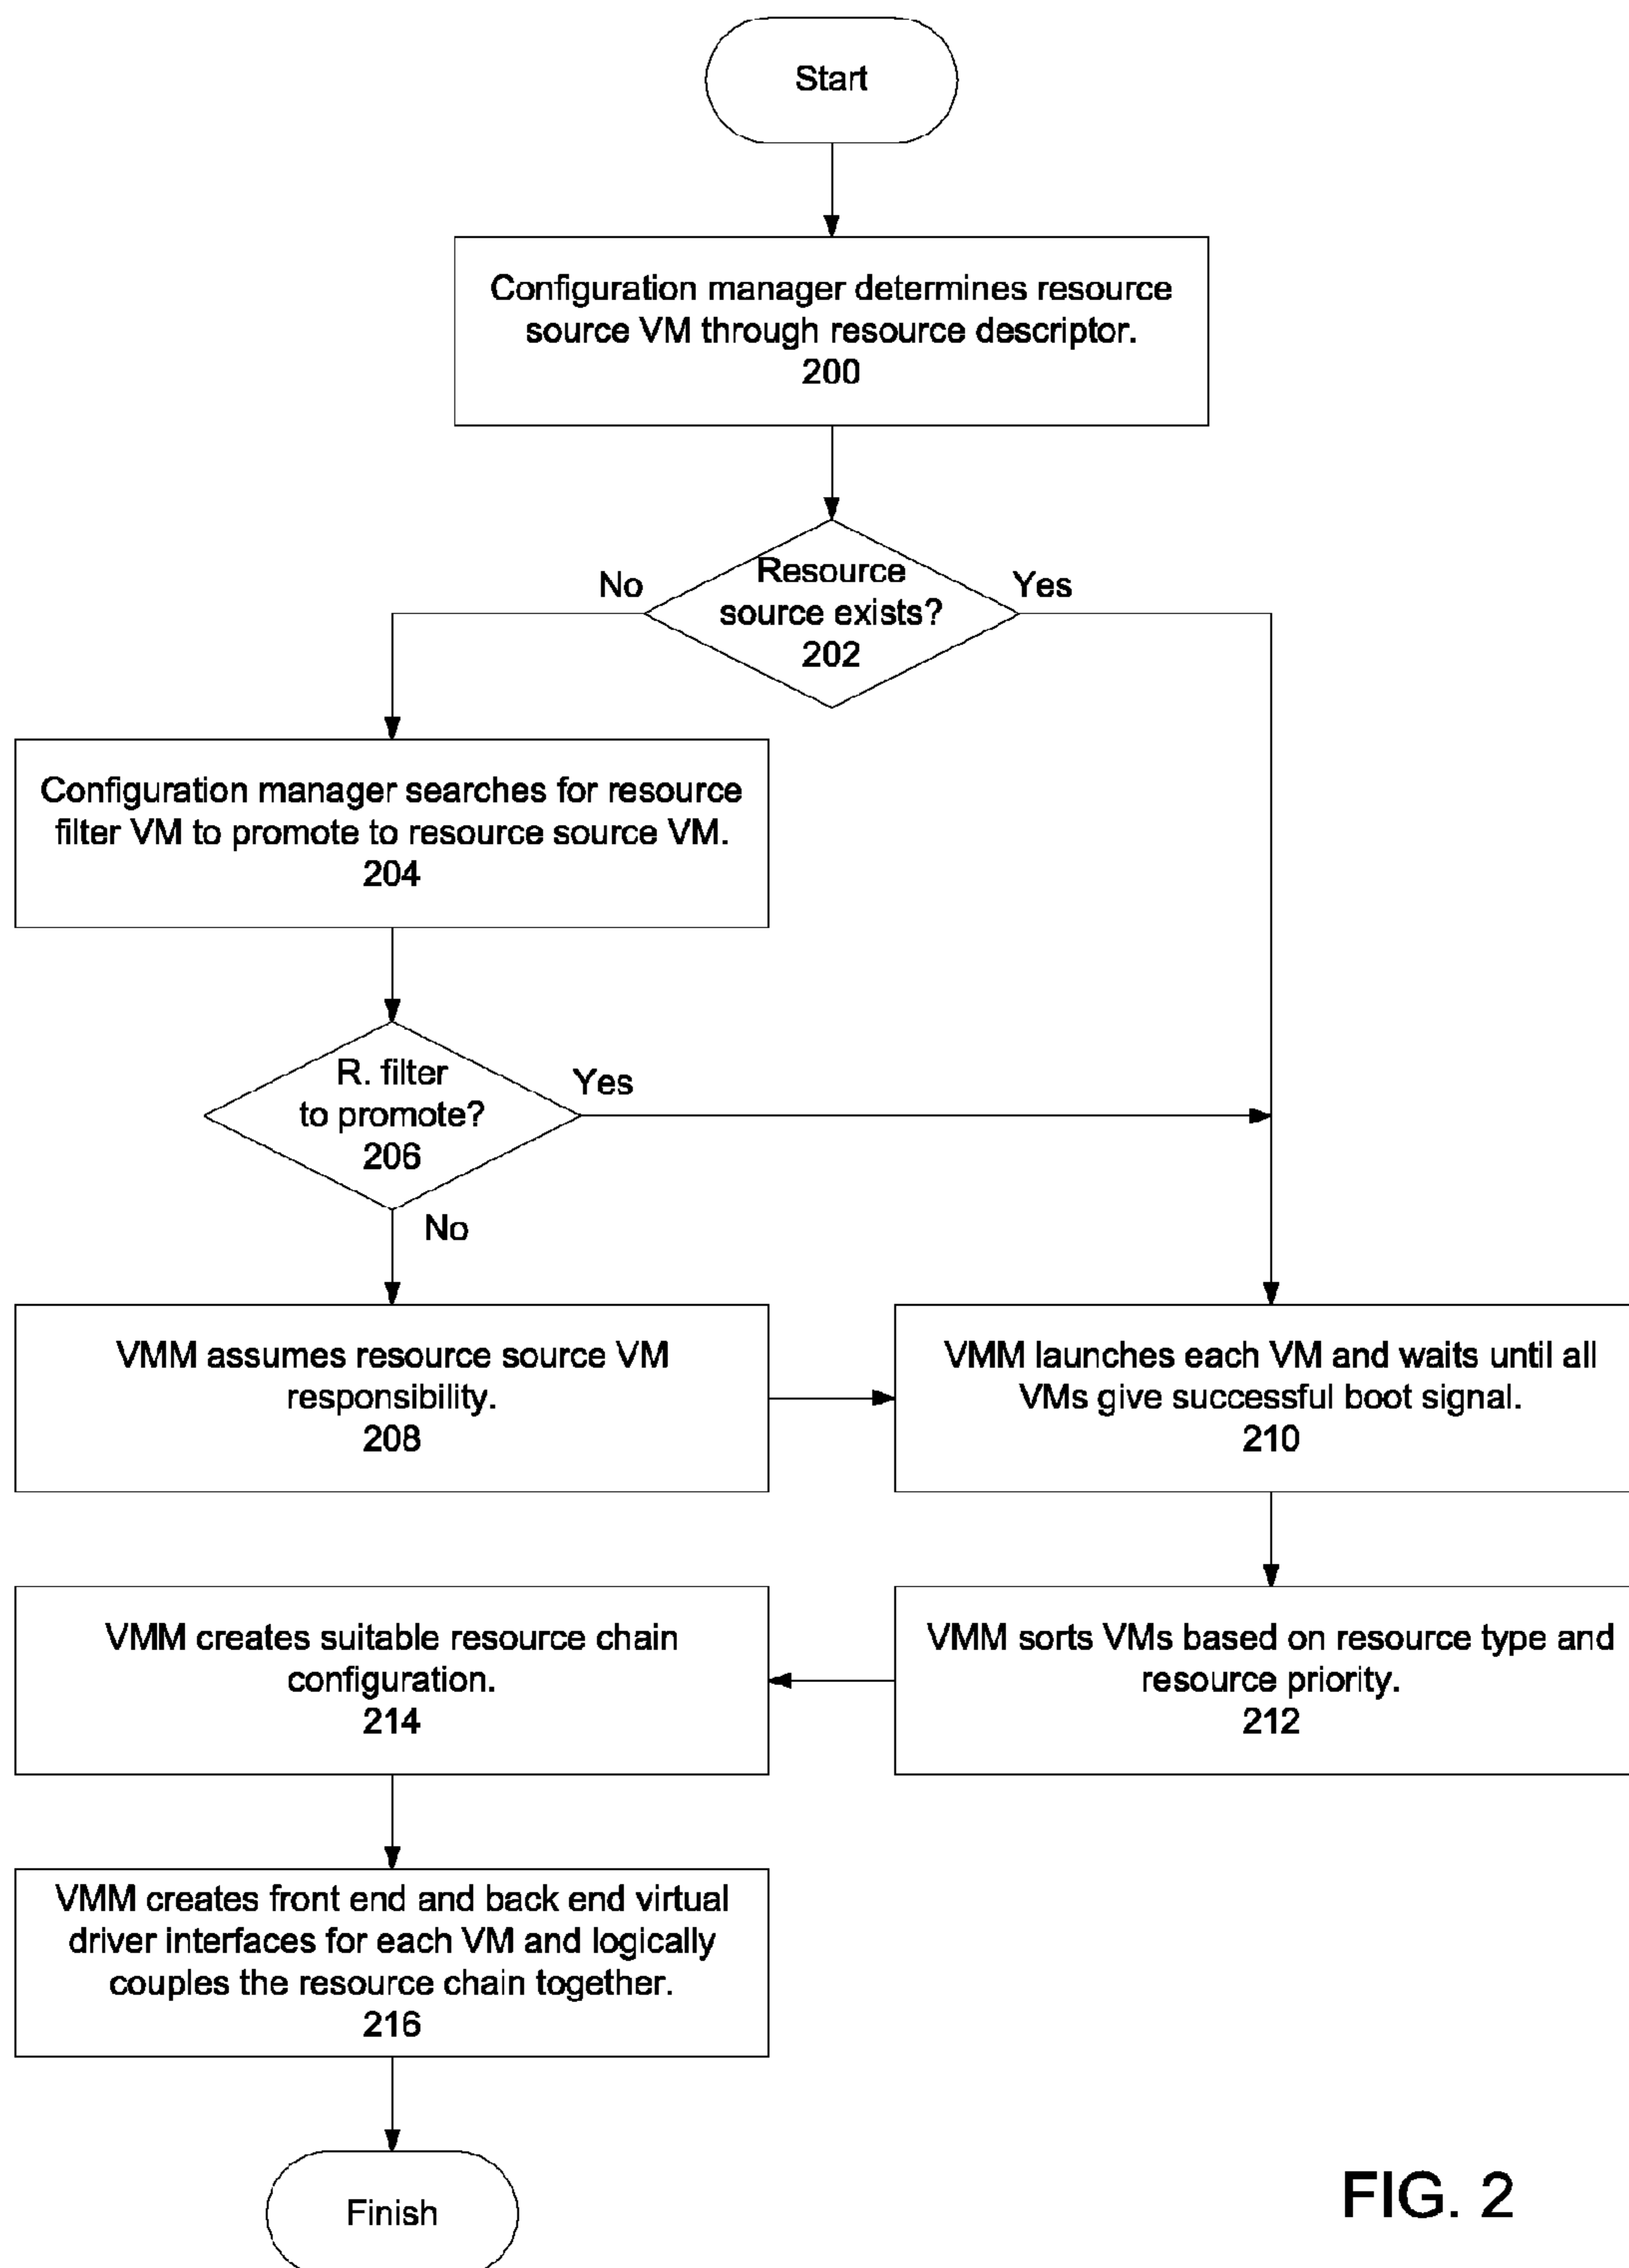 Start
Configuration manager determines resource
source VM through resource descriptor.
200
No
Resource
source exists?
202
Yes
Configuration manager searches for resource
filter VM to promote to resource source VM.
204
R. filter
to promote?
206
Yes
No
VMM assumes resource source VM
responsibility.
208
VMM launches each VM and waits until all
VMs give successful boot signal.
210
VMM sorts VMs based on resource type and
resource priority.
212
VMM creates suitable resource chain
configuration.
214
VMM creates front end and back end virtual
driver interfaces for each VM and logically
couples the resource chain together.
216
Finish
FIG. 2